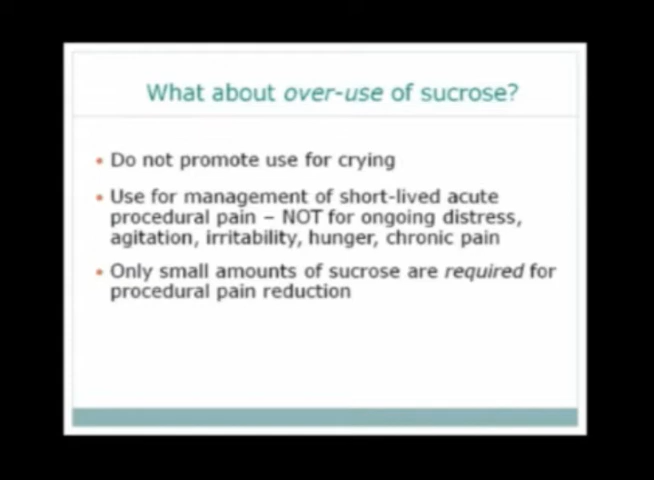 What about over-use of sucrose?
• Do not promote use for crying
• Use for management of short-lived acute
procedural pain – NOT for ongoing distress,
agitation, irritability, hunger, chronic pain
• Only small amounts of sucrose are required for
procedural pain reduction